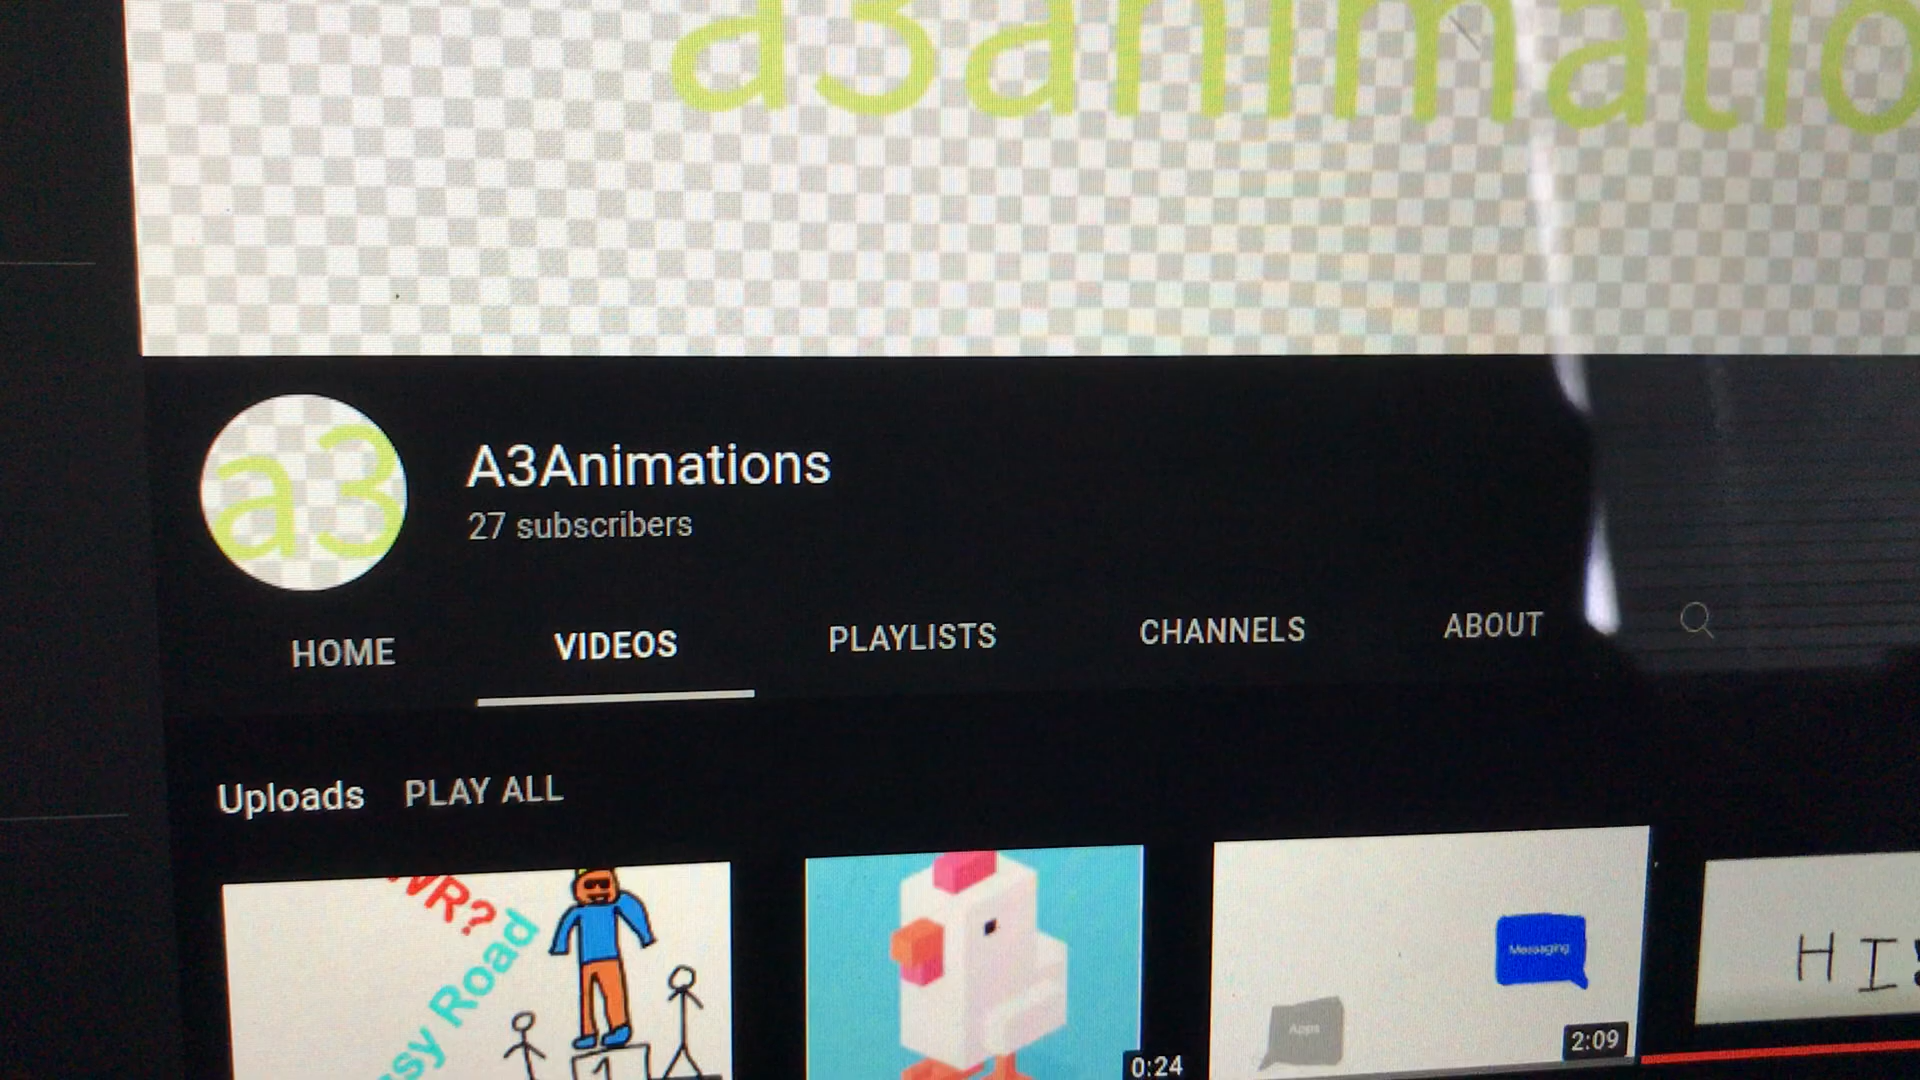 a3animatio
a3
A3Animations
27 subscribers
HOME VIDEOS PLAYLISTS CHANNELS ABOUT
Uploads PLAY ALL
WR?
sy Road
1
0:24
Messaging
Apps
2:09
HI!